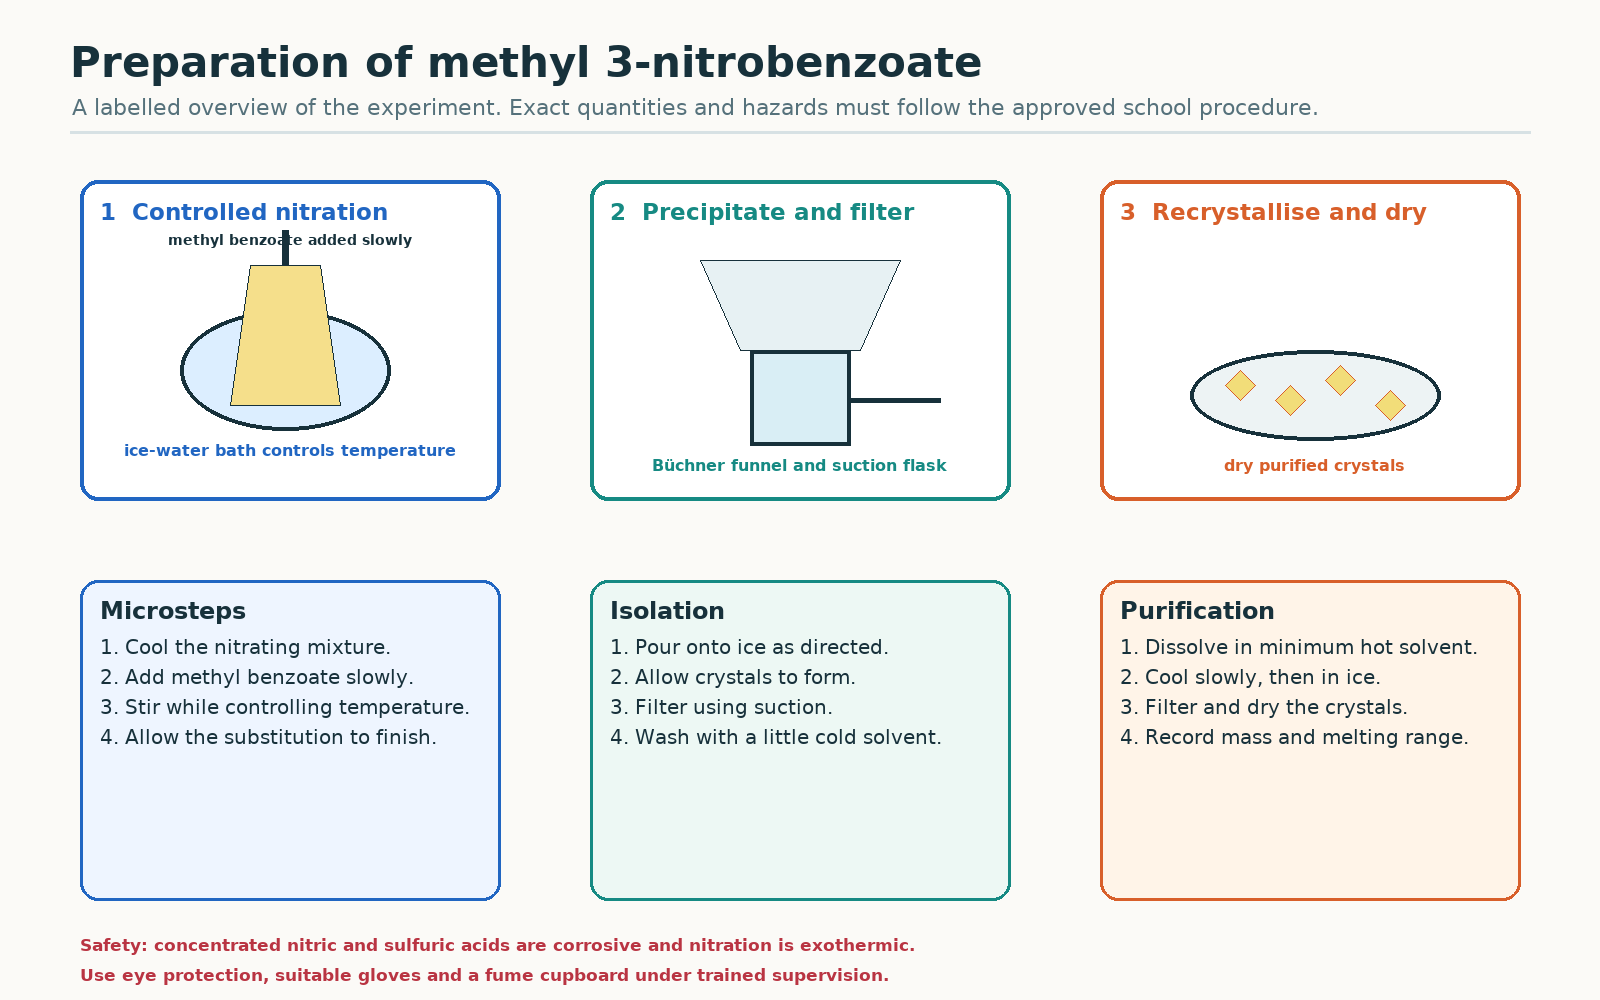 Preparation of methyl 3-nitrobenzoate
A labelled overview of the experiment. Exact quantities and hazards must follow the approved school procedure.
1 Controlled nitration
methyl benzoate added slowly
ice-water bath controls temperature
2 Precipitate and filter
Büchner funnel and suction flask
3 Recrystallise and dry
dry purified crystals
Microsteps
1. Cool the nitrating mixture.
2. Add methyl benzoate slowly.
3. Stir while controlling temperature.
4. Allow the substitution to finish.
Isolation
1. Pour onto ice as directed.
2. Allow crystals to form.
3. Filter using suction.
4. Wash with a little cold solvent.
Purification
1. Dissolve in minimum hot solvent.
2. Cool slowly, then in ice.
3. Filter and dry the crystals.
4. Record mass and melting range.
Safety: concentrated nitric and sulfuric acids are corrosive and nitration is exothermic.
Use eye protection, suitable gloves and a fume cupboard under trained supervision.